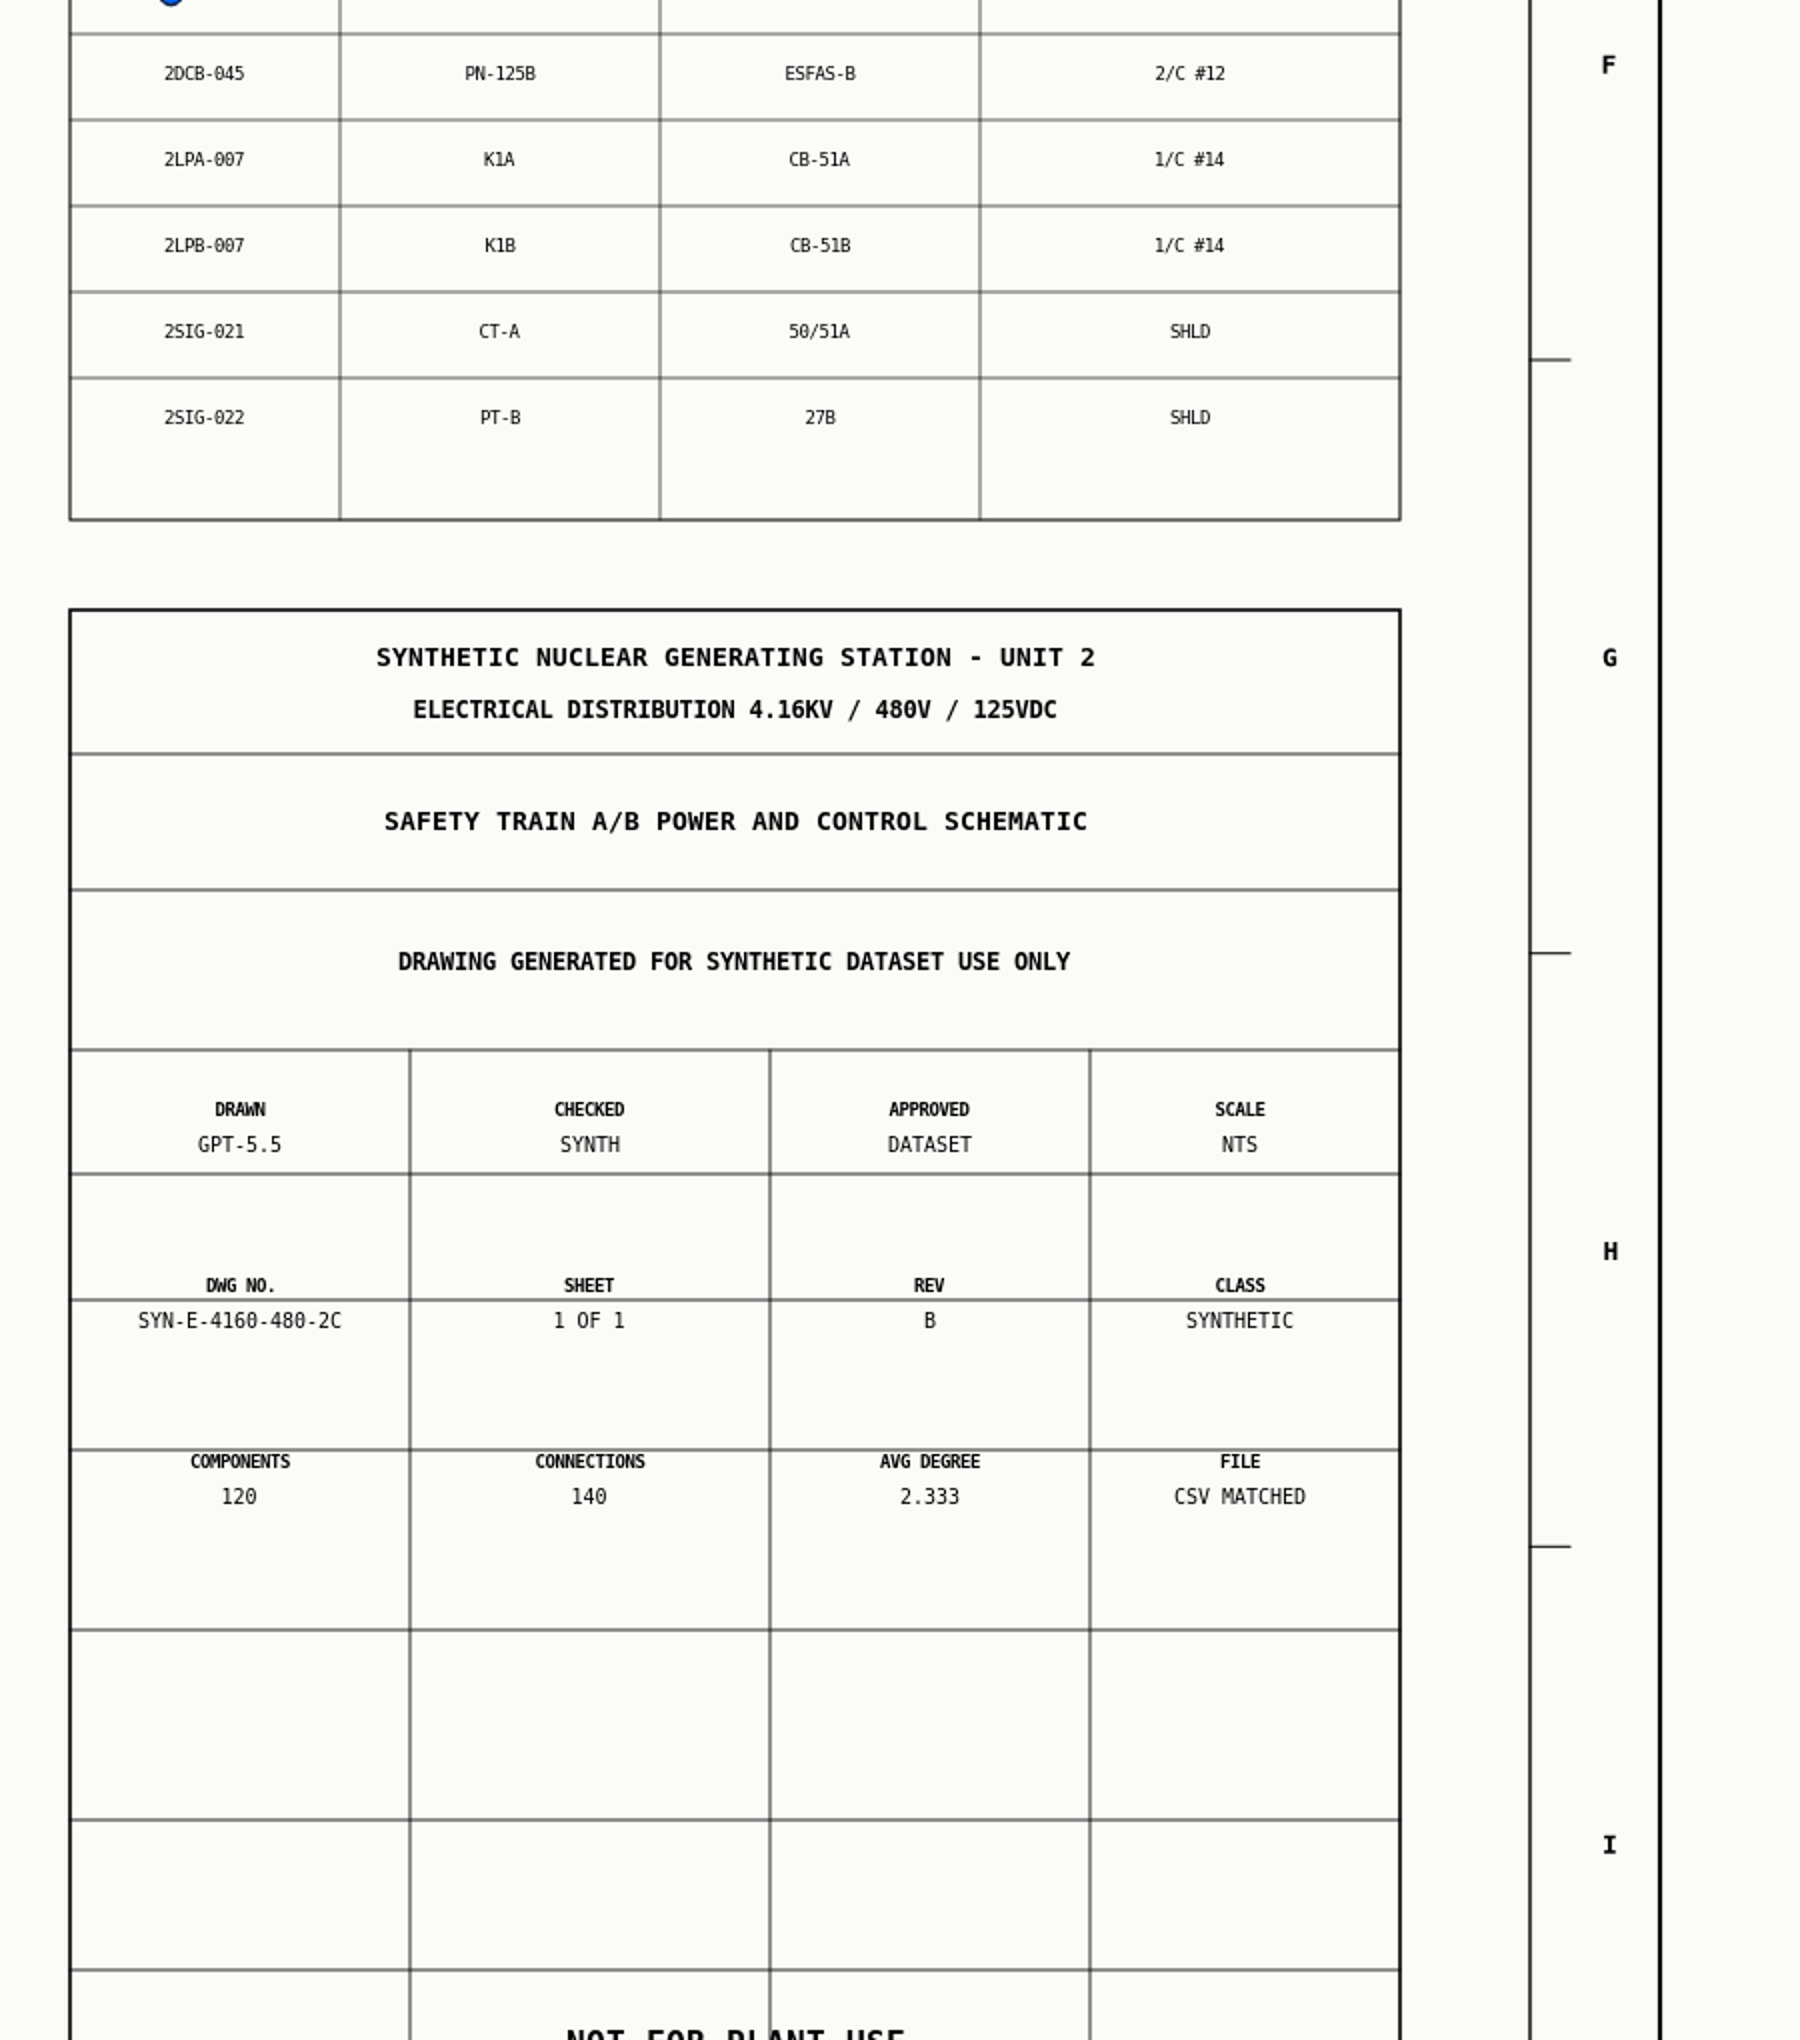 F
2DCB-045 PN-125B ESFAS-B 2/C #12
2LPA-007 K1A CB-51A 1/C #14
2LPB-007 K1B CB-51B 1/C #14
2SIG-021 CT-A 50/51A SHLD
2SIG-022 PT-B 27B SHLD
SYNTHETIC NUCLEAR GENERATING STATION - UNIT 2
G
ELECTRICAL DISTRIBUTION 4.16KV / 480V / 125VDC
SAFETY TRAIN A/B POWER AND CONTROL SCHEMATIC
DRAWING GENERATED FOR SYNTHETIC DATASET USE ONLY
DRAWN CHECKED APPROVED SCALE
GPT-5.5 SYNTH DATASET NTS
H
DWG NO. SHEET REV CLASS
SYN-E-4160-480-2C 1 OF 1 B SYNTHETIC
COMPONENTS CONNECTIONS AVG DEGREE FILE
120 140 2.333 CSV MATCHED
I
NOT FOR PLANT USE